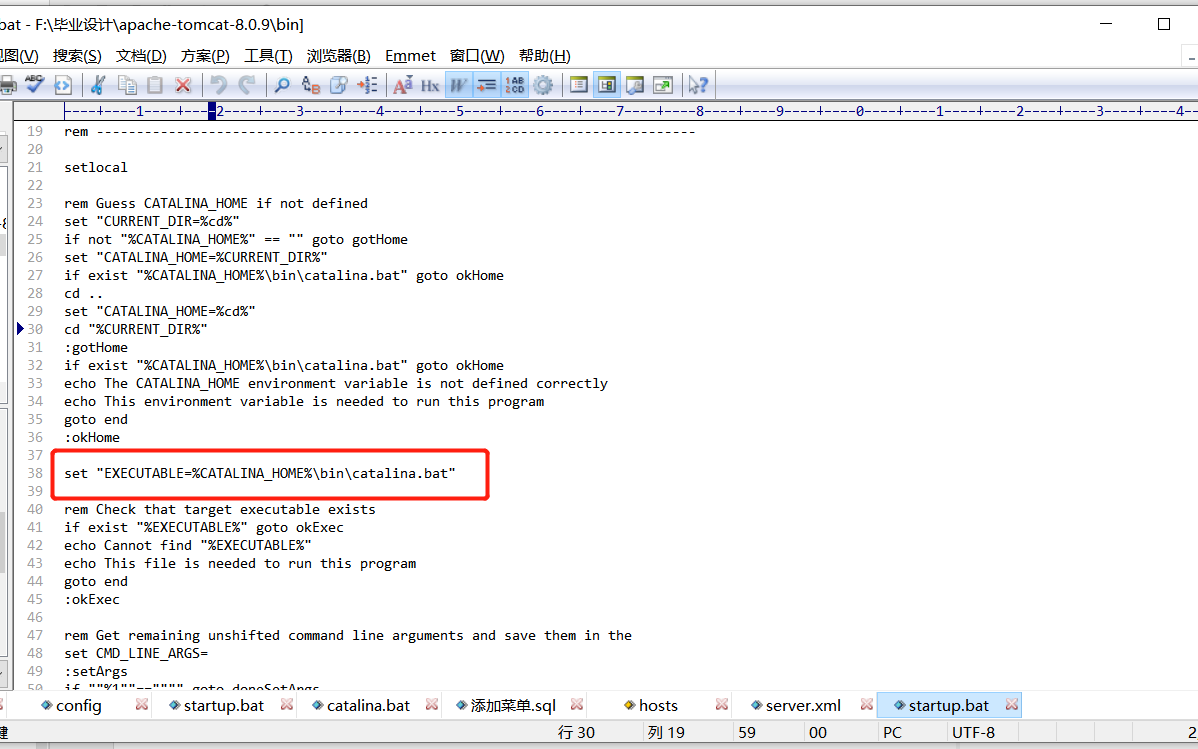 bat - F:\毕业设计\apache-tomcat-8.0.9\bin]
视图(V) 搜索(S) 文档(D) 方案(P) 工具(T) 浏览器(B) Emmet 窗口(W) 帮助(H)
----+----1----+----2----+----3----+----4----+----5----+----6----+----7----+----8----+----9----+----0----+----1----+----2----+----3----+----4--
19 rem ---------------------------------------------------------------------------
20
21 setlocal
22
23 rem Guess CATALINA_HOME if not defined
24 set "CURRENT_DIR=%cd%"
25 if not "%CATALINA_HOME%" == "" goto gotHome
26 set "CATALINA_HOME=%CURRENT_DIR%"
27 if exist "%CATALINA_HOME%\bin\catalina.bat" goto okHome
28 cd ..
29 set "CATALINA_HOME=%cd%"
30 cd "%CURRENT_DIR%"
31 :gotHome
32 if exist "%CATALINA_HOME%\bin\catalina.bat" goto okHome
33 echo The CATALINA_HOME environment variable is not defined correctly
34 echo This environment variable is needed to run this program
35 goto end
36 :okHome
37
38 set "EXECUTABLE=%CATALINA_HOME%\bin\catalina.bat"
39
40 rem Check that target executable exists
41 if exist "%EXECUTABLE%" goto okExec
42 echo Cannot find "%EXECUTABLE%"
43 echo This file is needed to run this program
44 goto end
45 :okExec
46
47 rem Get remaining unshifted command line arguments and save them in the
48 set CMD_LINE_ARGS=
49 :setArgs
50 if ""%1""=="""" goto doneSetArgs
config startup.bat catalina.bat 添加菜单.sql hosts server.xml startup.bat
键 行 30 列 19 59 00 PC UTF-8